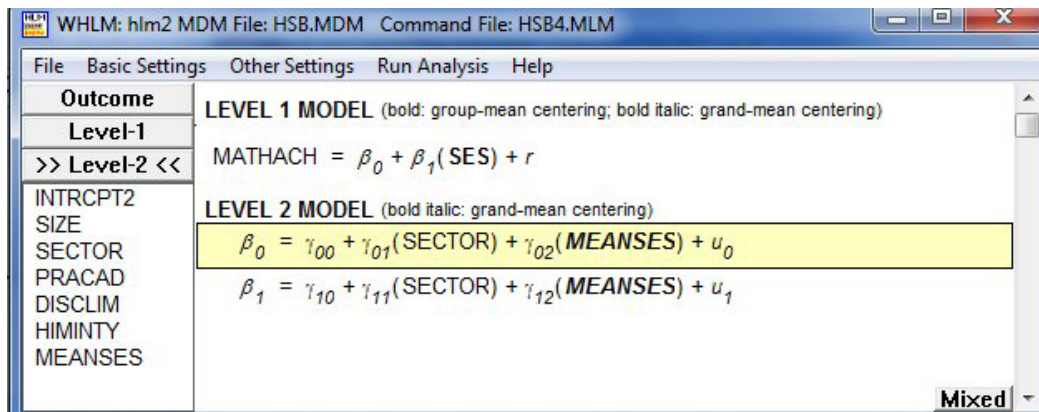 WHLM: hlm2 MDM File: HSB.MDM Command File: HSB4.MLM
File Basic Settings Other Settings Run Analysis Help
Outcome
Level-1
>> Level-2 <<
INTRCPT2
SIZE
SECTOR
PRACAD
DISCLIM
HIMINTY
MEANSES
LEVEL 1 MODEL (bold: group-mean centering; bold italic: grand-mean centering)
MATHACH = β0 + β1(SES) + r
LEVEL 2 MODEL (bold italic: grand-mean centering)
β0 = γ00 + γ01(SECTOR) + γ02(MEANSES) + u0
β1 = γ10 + γ11(SECTOR) + γ12(MEANSES) + u1
Mixed